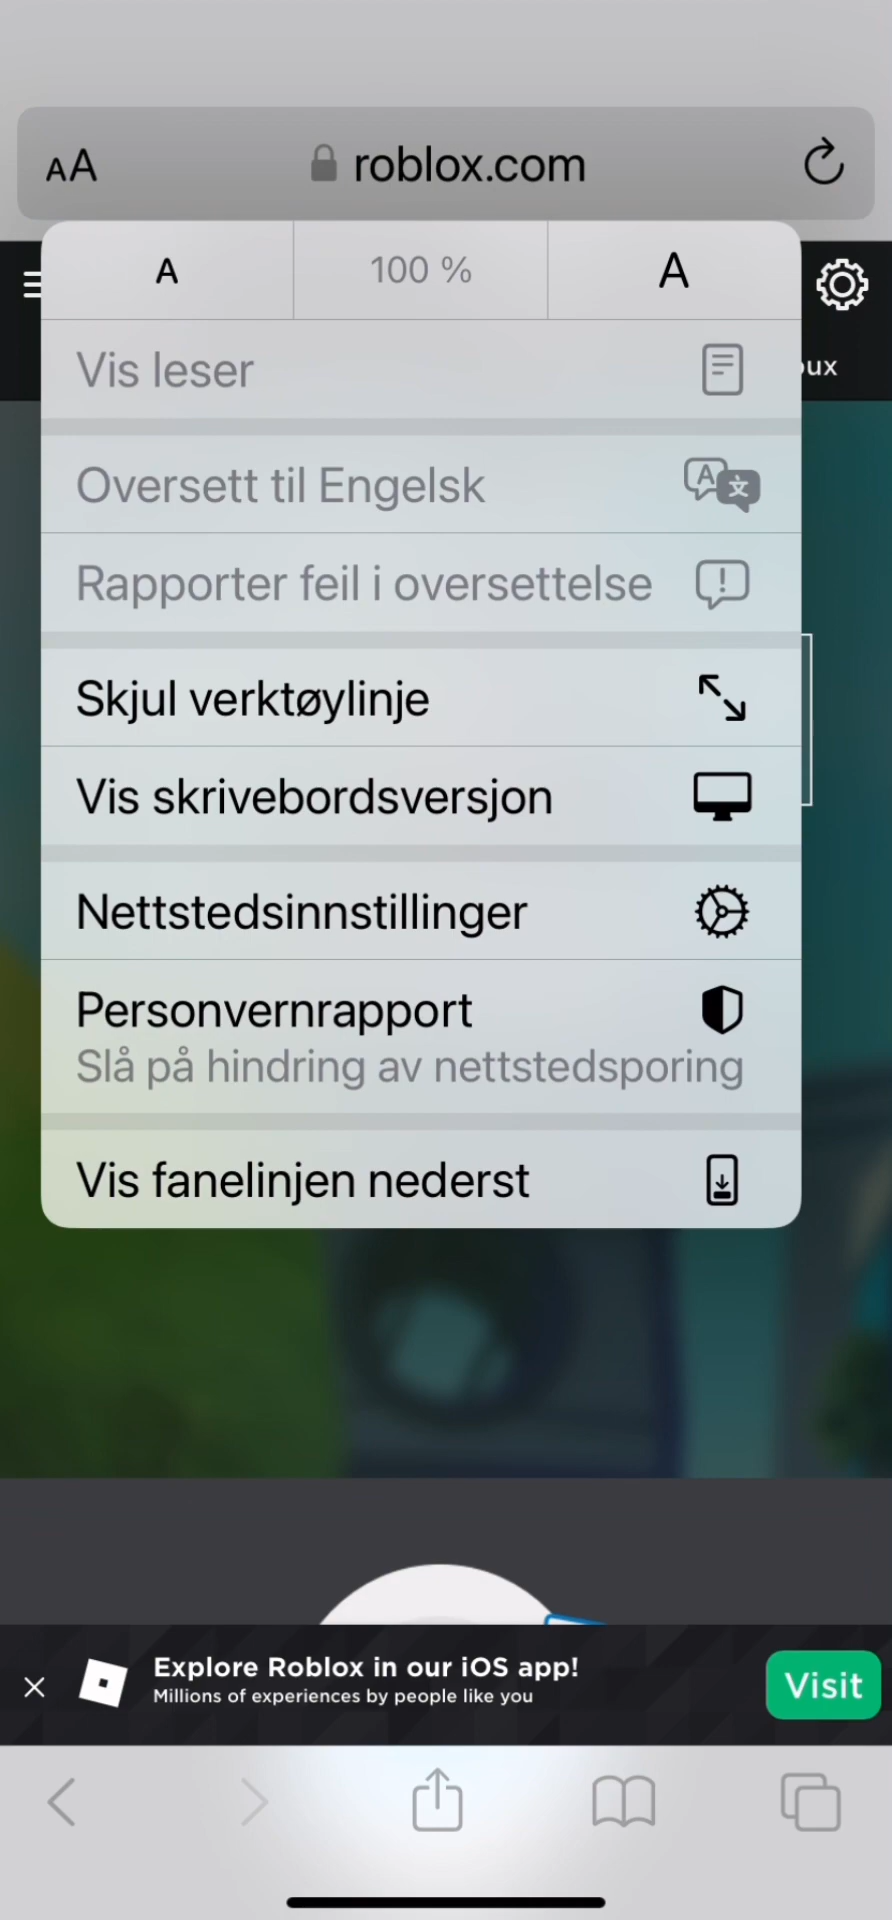 AA roblox.com
A 100 % A
ux
Vis leser
Oversett til Engelsk
Rapporter feil i oversettelse
Skjul verktøylinje
Vis skrivebordsversjon
Nettstedsinnstillinger
Personvernrapport
Slå på hindring av nettstedsporing
Vis fanelinjen nederst
Explore Roblox in our iOS app!
Millions of experiences by people like you
Visit